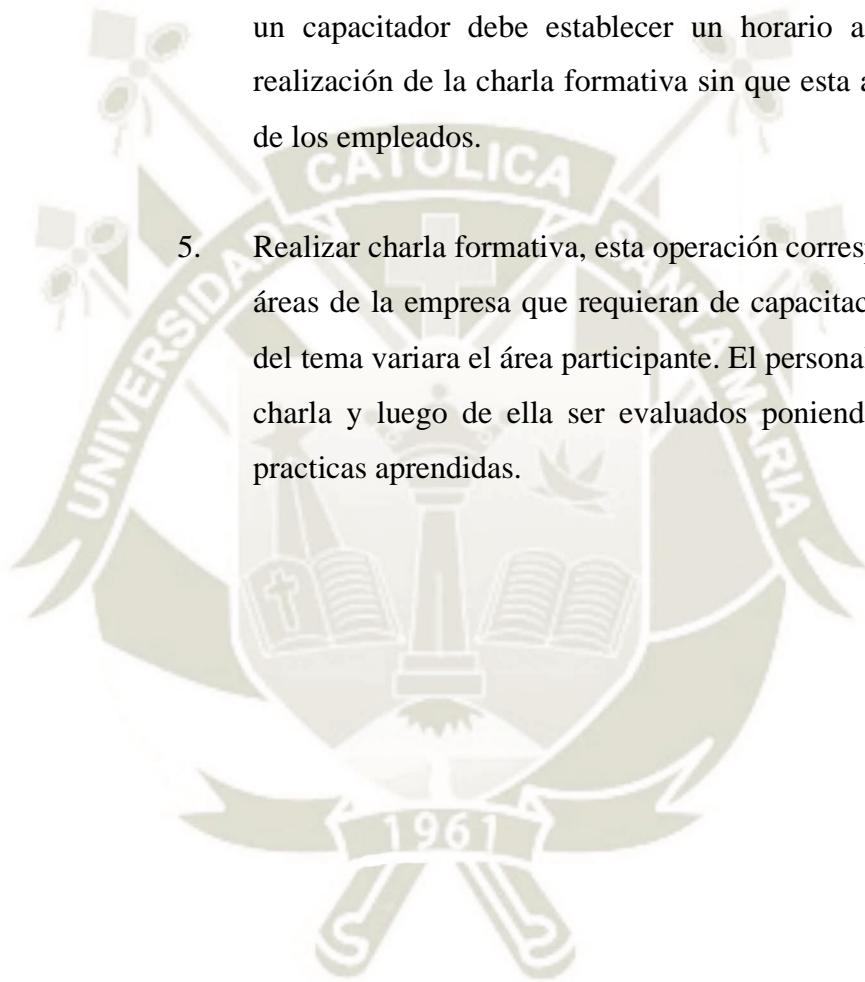 un capacitador debe establecer un horario a
realización de la charla formativa sin que esta a
de los empleados.
5. Realizar charla formativa, esta operación corres
áreas de la empresa que requieran de capacitac
del tema variara el área participante. El personal
charla y luego de ella ser evaluados poniend
practicas aprendidas.
UNIVERSIDAD CATOLICA SANTA MARIA
1961